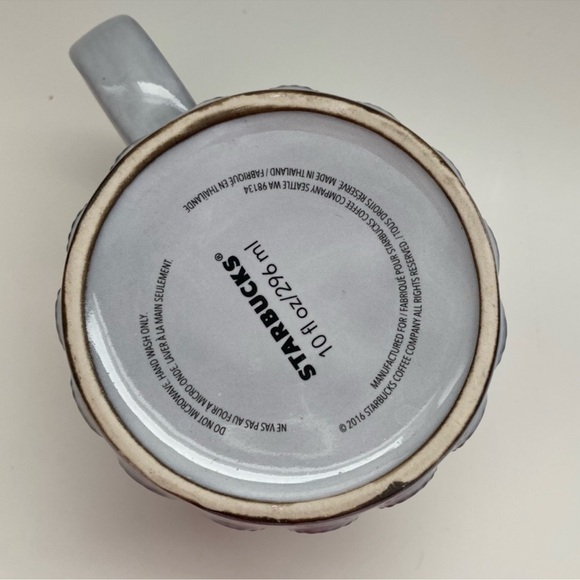 STARBUCKS®
10 fl oz/296 ml
DO NOT MICROWAVE. HAND WASH ONLY.
NE VAS PAS AU FOUR À MICRO ONDE. LAVER À LA MAIN SEULEMENT.
MANUFACTURED FOR / FABRIQUÉ POUR STARBUCKS COFFEE COMPANY SEATTLE WA 98134
© 2016 STARBUCKS COFFEE COMPANY ALL RIGHTS RESERVED. / TOUS DROITS RESERVÉ. MADE IN THAILAND / FABRIQUÉ EN THAÏLANDE.